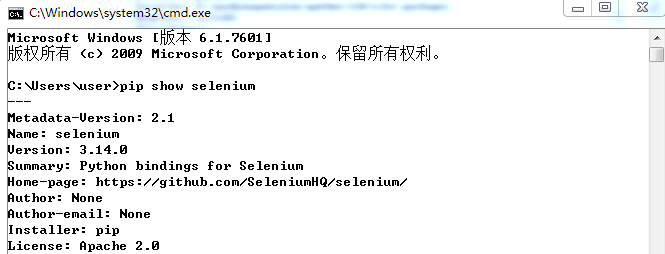 C:\Windows\system32\cmd.exe
Microsoft Windows [版本 6.1.7601]
版权所有 (c) 2009 Microsoft Corporation。保留所有权利。
C:\Users\user>pip show selenium
---
Metadata-Version: 2.1
Name: selenium
Version: 3.14.0
Summary: Python bindings for Selenium
Home-page: https://github.com/SeleniumHQ/selenium/
Author: None
Author-email: None
Installer: pip
License: Apache 2.0